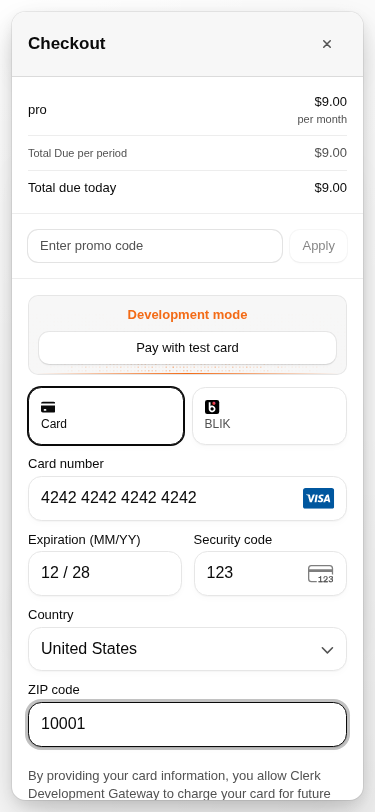 Checkout
pro
$9.00
per month
Total Due per period
$9.00
Total due today
$9.00
Enter promo code
Apply
Development mode
Pay with test card
Card
BLIK
Card number
4242 4242 4242 4242
VISA
Expiration (MM/YY)
Security code
12 / 28
123
123
Country
United States
ZIP code
10001
By providing your card information, you allow Clerk
Development Gateway to charge your card for future